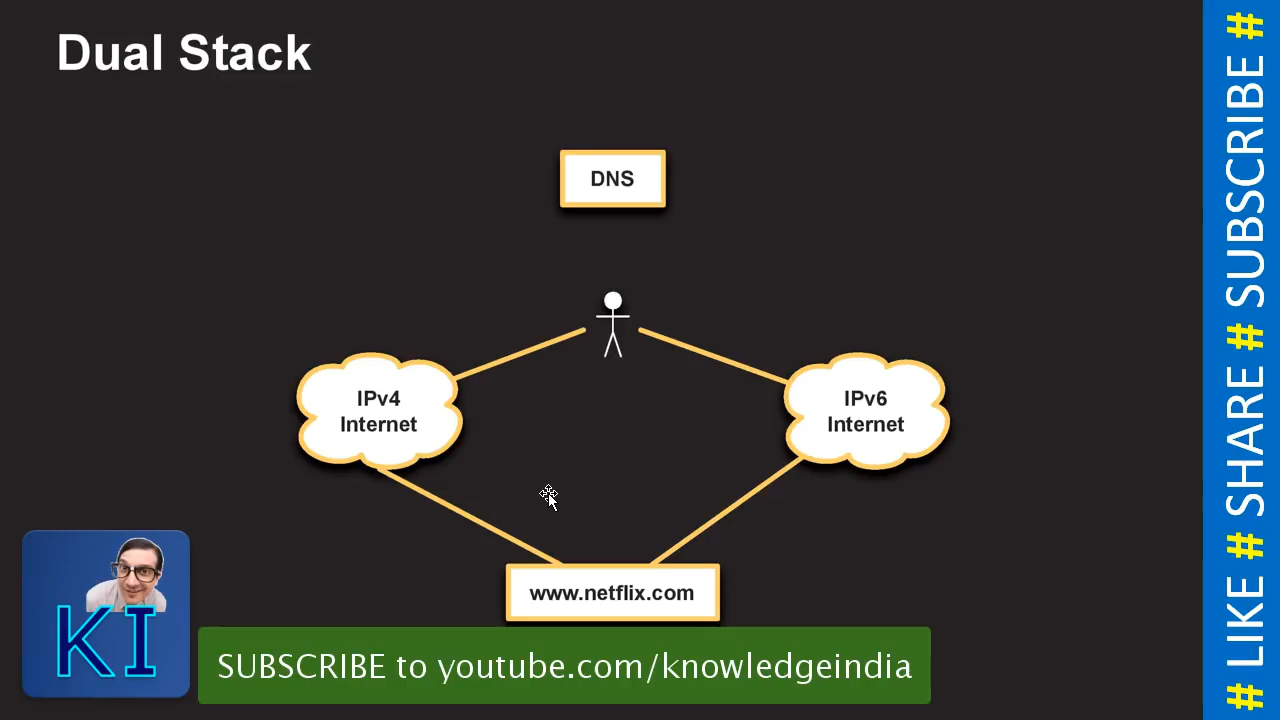 Dual Stack
DNS
IPv4
Internet
IPv6
Internet
www.netflix.com
KI
SUBSCRIBE to youtube.com/knowledgeindia
# LIKE # SHARE # SUBSCRIBE #